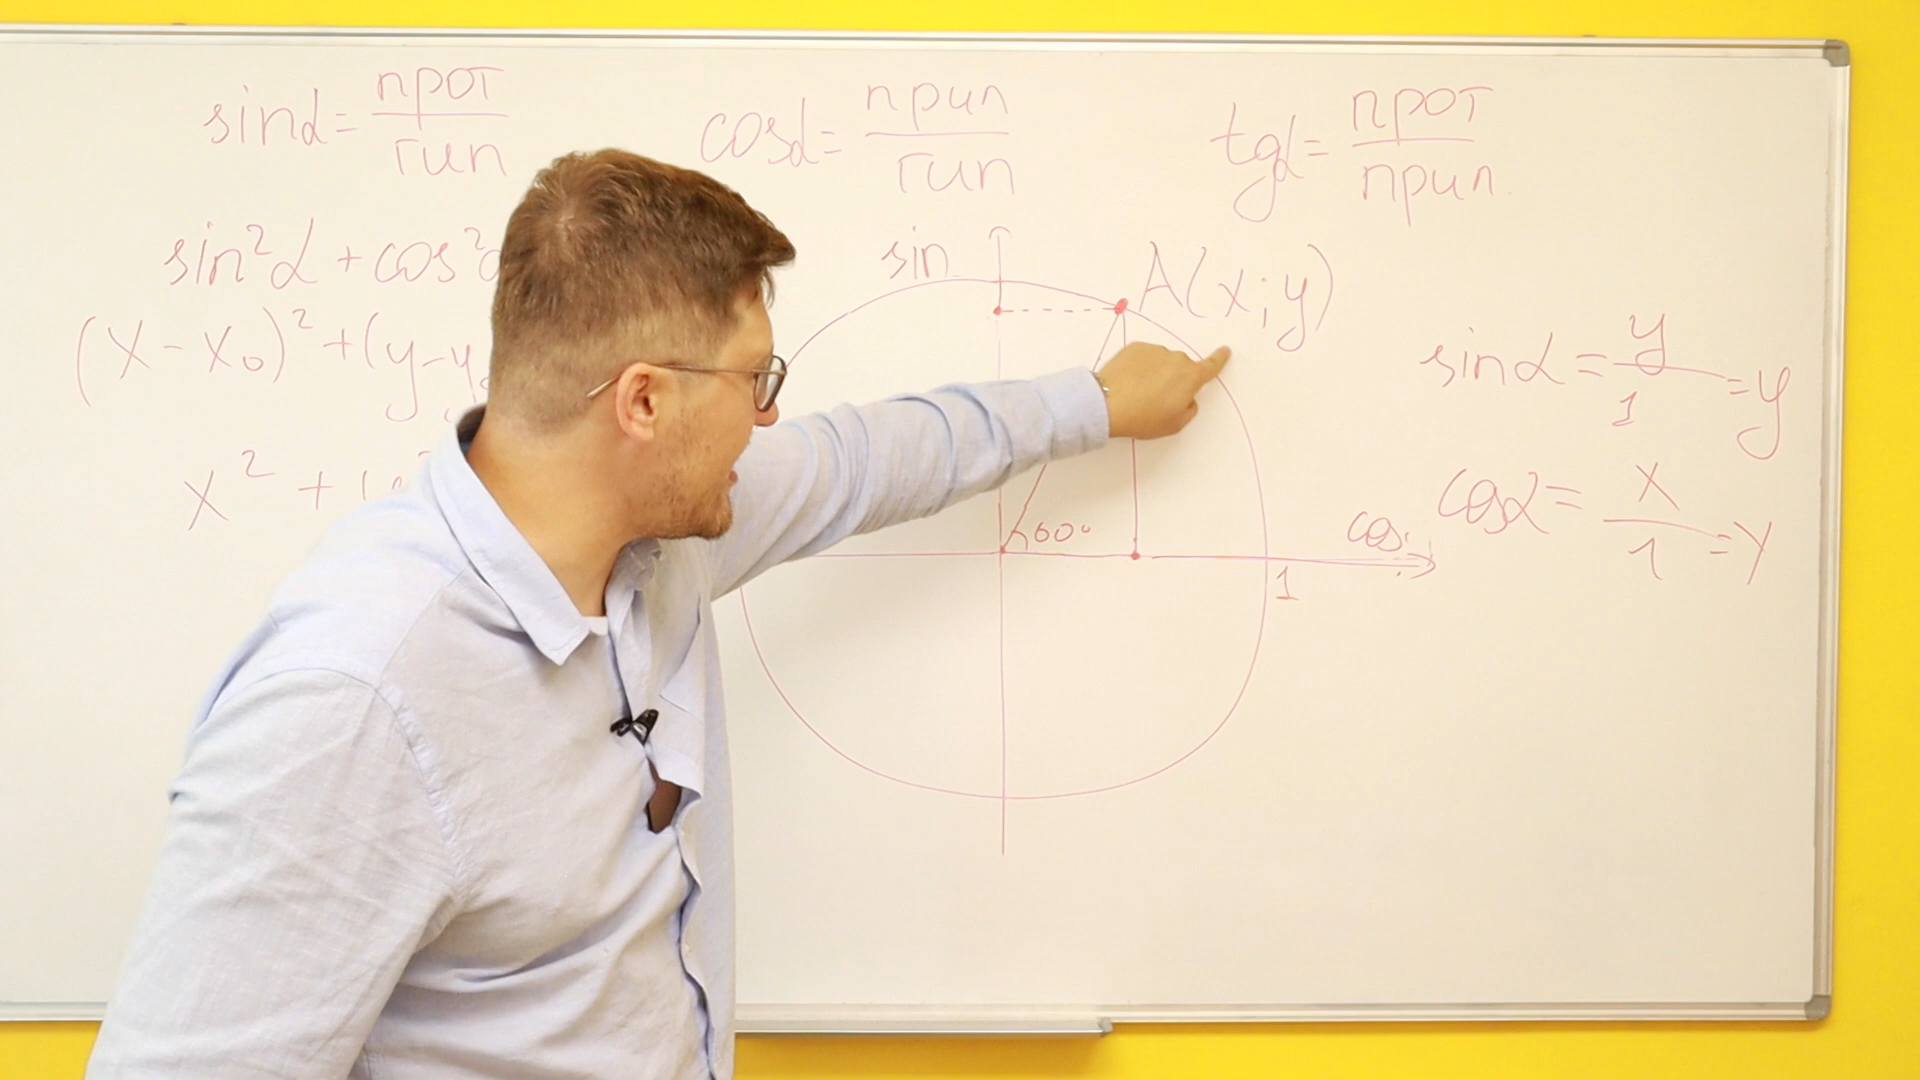 sinα = прот/гип
cosα = прил/гип
tgα = прот/прил
sin²α + cos²
(x - x₀)² + (y - y
x² +
sin
A(x; y)
60°
cos
1
sinα = y/1 = y
cosα = x/1 = x